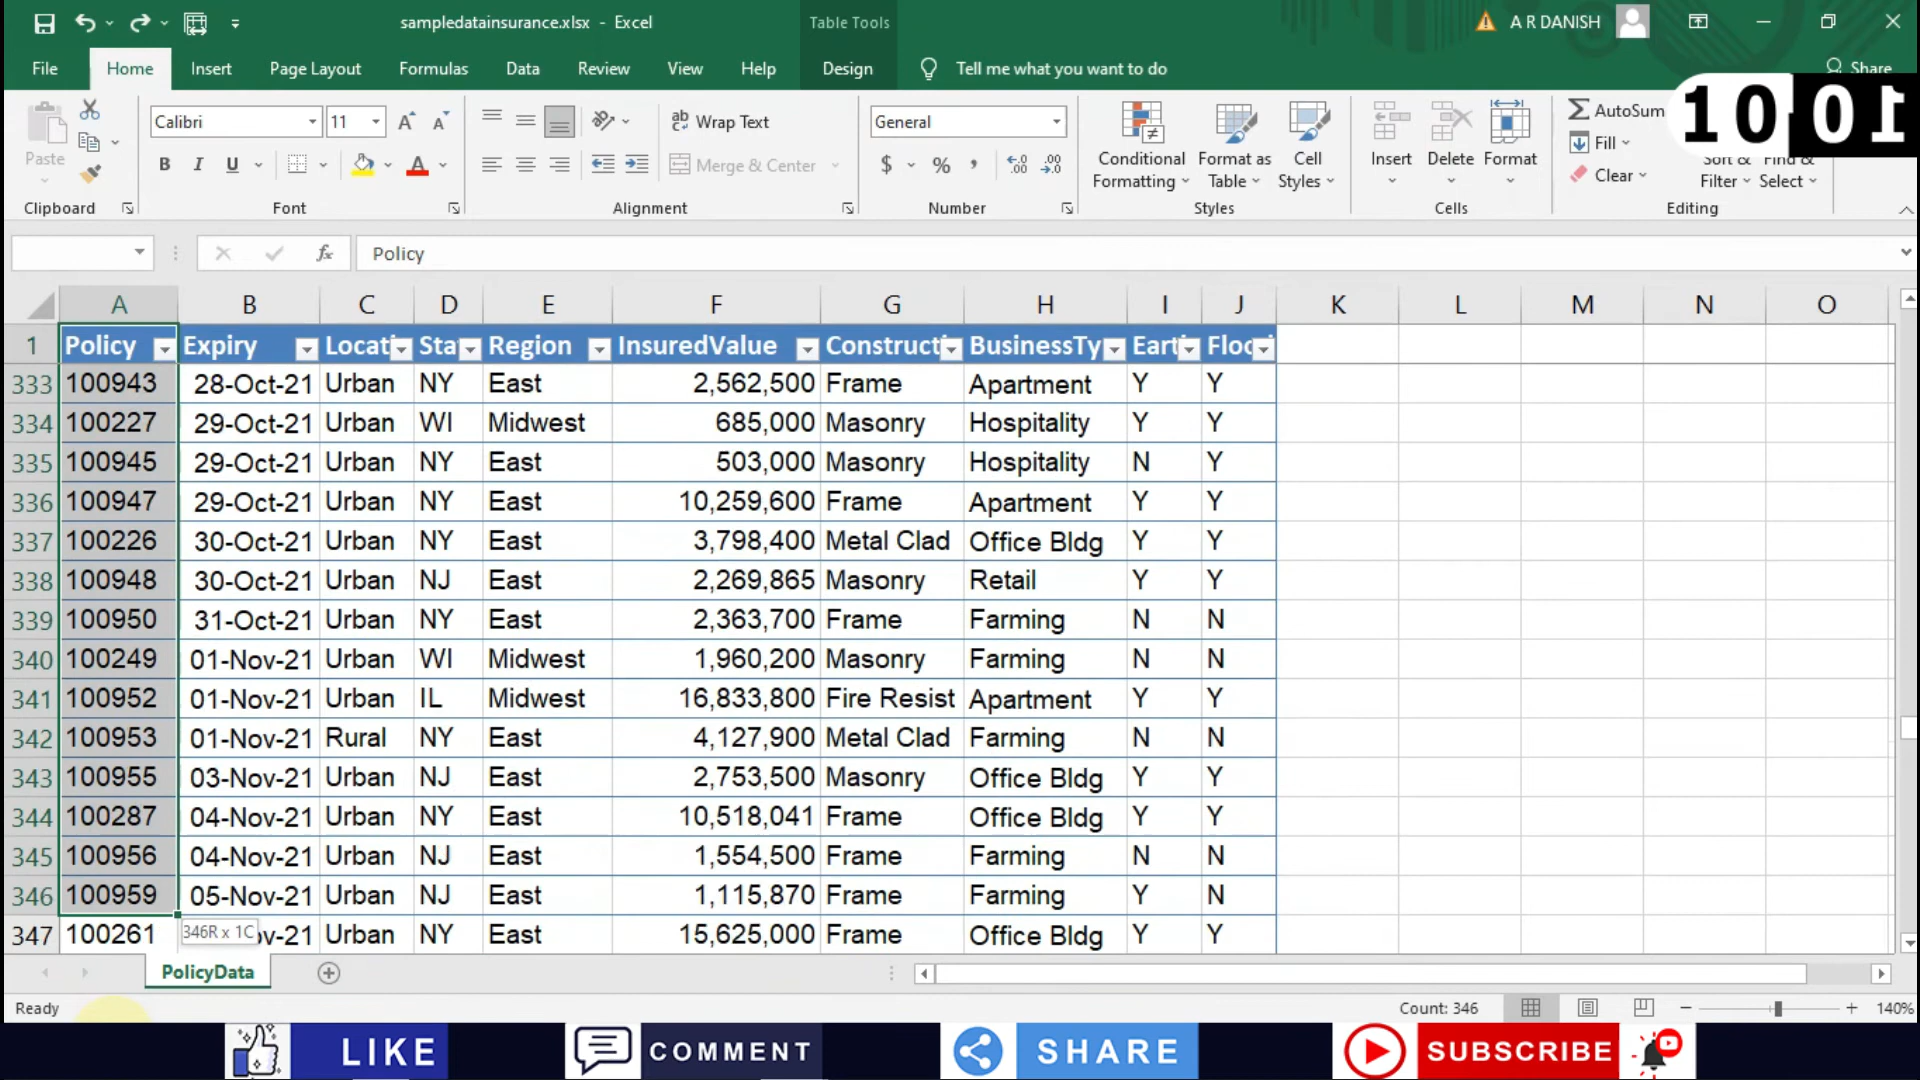 sampledatainsurance.xlsx - Excel
Table Tools
A R DANISH
File Home Insert Page Layout Formulas Data Review View Help Design Tell me what you want to do Share
10 01
Paste
Calibri 11
B I U A
Wrap Text
Merge & Center
General
$ % ,
Conditional Formatting
Format as Table
Cell Styles
Insert Delete Format
AutoSum
Fill
Clear
Sort & Filter
Find & Select
Clipboard Font Alignment Number Styles Cells Editing
fx Policy
A B C D E F G H I J K L M N O
1 Policy Expiry Locati Sta Region InsuredValue Construct BusinessTy Eart Floo
333 100943 28-Oct-21 Urban NY East 2,562,500 Frame Apartment Y Y
334 100227 29-Oct-21 Urban WI Midwest 685,000 Masonry Hospitality Y Y
335 100945 29-Oct-21 Urban NY East 503,000 Masonry Hospitality N Y
336 100947 29-Oct-21 Urban NY East 10,259,600 Frame Apartment Y Y
337 100226 30-Oct-21 Urban NY East 3,798,400 Metal Clad Office Bldg Y Y
338 100948 30-Oct-21 Urban NJ East 2,269,865 Masonry Retail Y Y
339 100950 31-Oct-21 Urban NY East 2,363,700 Frame Farming N N
340 100249 01-Nov-21 Urban WI Midwest 1,960,200 Masonry Farming N N
341 100952 01-Nov-21 Urban IL Midwest 16,833,800 Fire Resist Apartment Y Y
342 100953 01-Nov-21 Rural NY East 4,127,900 Metal Clad Farming N N
343 100955 03-Nov-21 Urban NJ East 2,753,500 Masonry Office Bldg Y Y
344 100287 04-Nov-21 Urban NY East 10,518,041 Frame Office Bldg Y Y
345 100956 04-Nov-21 Urban NJ East 1,554,500 Frame Farming N N
346 100959 05-Nov-21 Urban NJ East 1,115,870 Frame Farming Y N
347 100261 346R x 1C ov-21 Urban NY East 15,625,000 Frame Office Bldg Y Y
PolicyData
Ready Count: 346 140%
LIKE COMMENT SHARE SUBSCRIBE